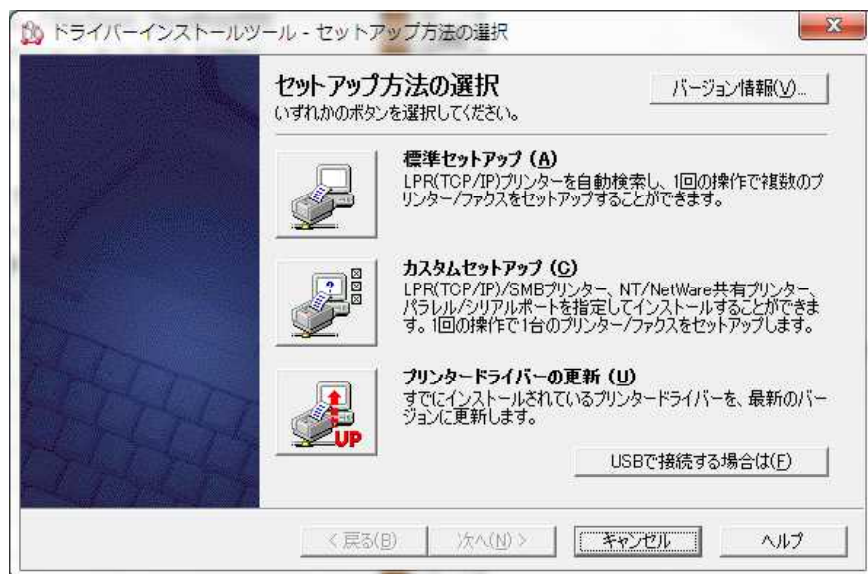 ドライバーインストールツール - セットアップ方法の選択
セットアップ方法の選択
いずれかのボタンを選択してください。
バージョン情報(V)...
標準セットアップ (A)
LPR(TCP/IP)プリンターを自動検索し、1回の操作で複数のプ
リンター/ファクスをセットアップすることができます。
カスタムセットアップ (C)
LPR(TCP/IP)/SMBプリンター、NT/NetWare共有プリンター、
パラレル/シリアルポートを指定してインストールすることができま
す。1回の操作で1台のプリンター/ファクスをセットアップします。
プリンタードライバーの更新 (U)
すでにインストールされているプリンタードライバーを、最新のバー
ジョンに更新します。
UP
USBで接続する場合は(F)
< 戻る(B)
次へ(N) >
キャンセル
ヘルプ